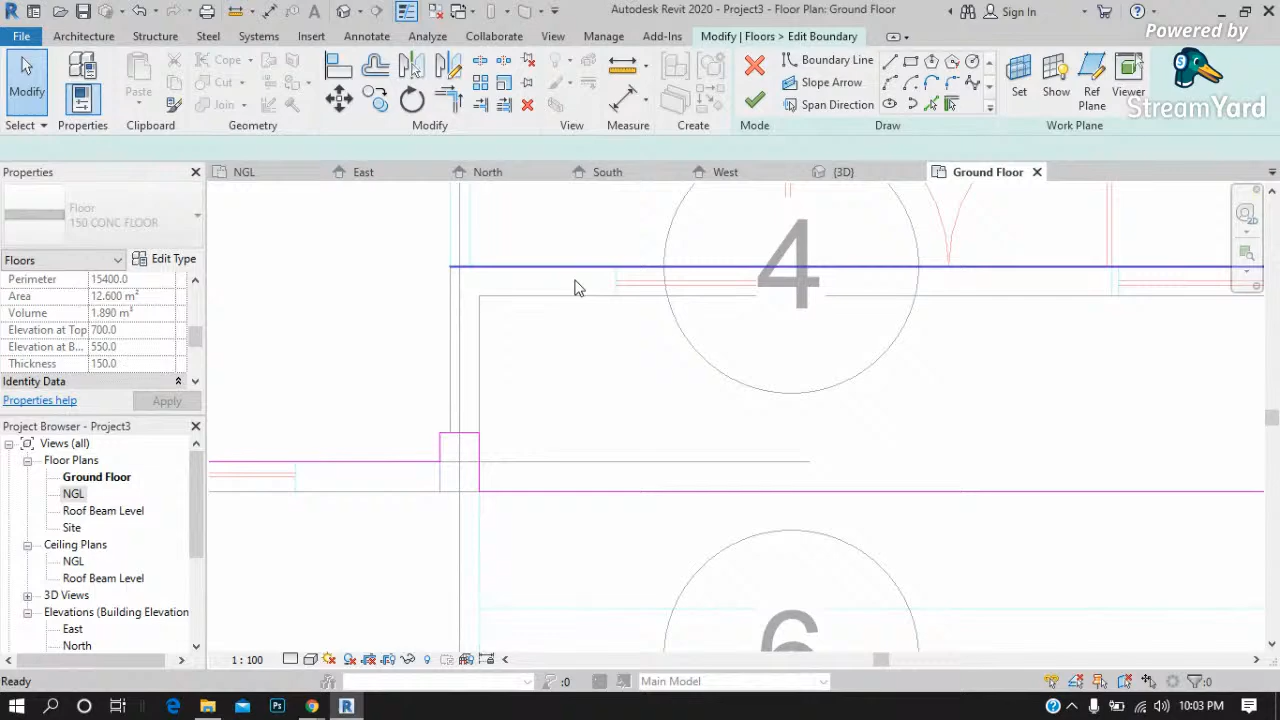 Autodesk Revit 2020 - Project3 - Floor Plan: Ground Floor
Sign In
File
Architecture
Structure
Steel
Systems
Insert
Annotate
Analyze
Collaborate
View
Manage
Add-Ins
Modify | Floors > Edit Boundary
Powered by
StreamYard
Modify
Paste
Cope
Cut
Join
Boundary Line
Slope Arrow
Span Direction
Set
Show
Ref
Plane
Viewer
Select
Properties
Clipboard
Geometry
Modify
View
Measure
Create
Mode
Draw
Work Plane
NGL
East
North
South
West
{3D}
Ground Floor
Properties
Floor
150 CONC FLOOR
Floors
Edit Type
Perimeter 15400.0
Area 12.600 m²
Volume 1.890 m³
Elevation at Top 700.0
Elevation at B... 550.0
Thickness 150.0
Identity Data
Properties help
Apply
Project Browser - Project3
Views (all)
Floor Plans
Ground Floor
NGL
Roof Beam Level
Site
Ceiling Plans
NGL
Roof Beam Level
3D Views
Elevations (Building Elevation
East
North
4
6
2D
1 : 100
Ready
:0
Main Model
:0
Ps
10:03 PM